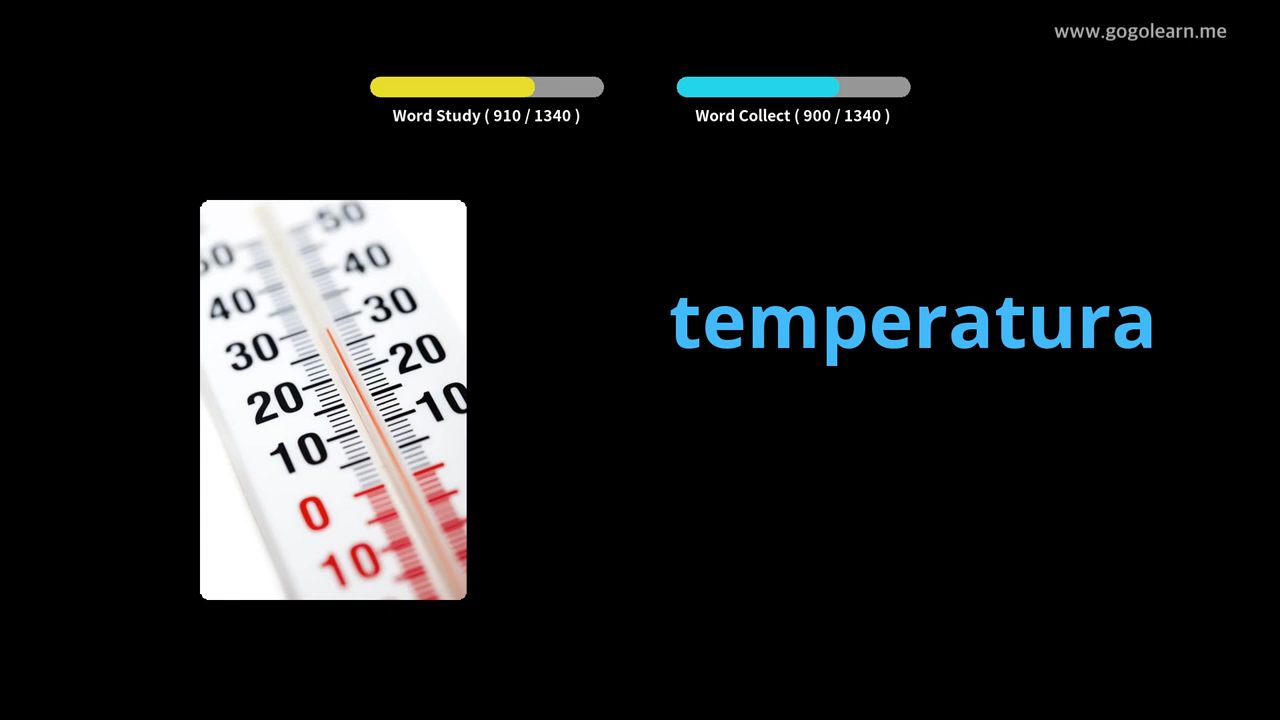 www.gogolearn.me
Word Study ( 910 / 1340 )
Word Collect ( 900 / 1340 )
temperatura
50
40 40
30 30
20 20
10 10
0
10